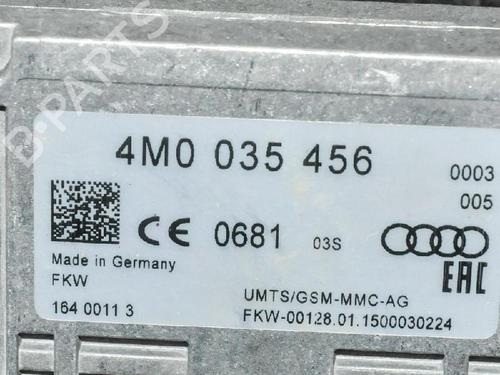 B-PARTS
4M0 035 456
0003
005
CE 0681 03S
Made in Germany
FKW
EAC
UMTS/GSM-MMC-AG
164 0011 3
FKW-00128.01.1500030224